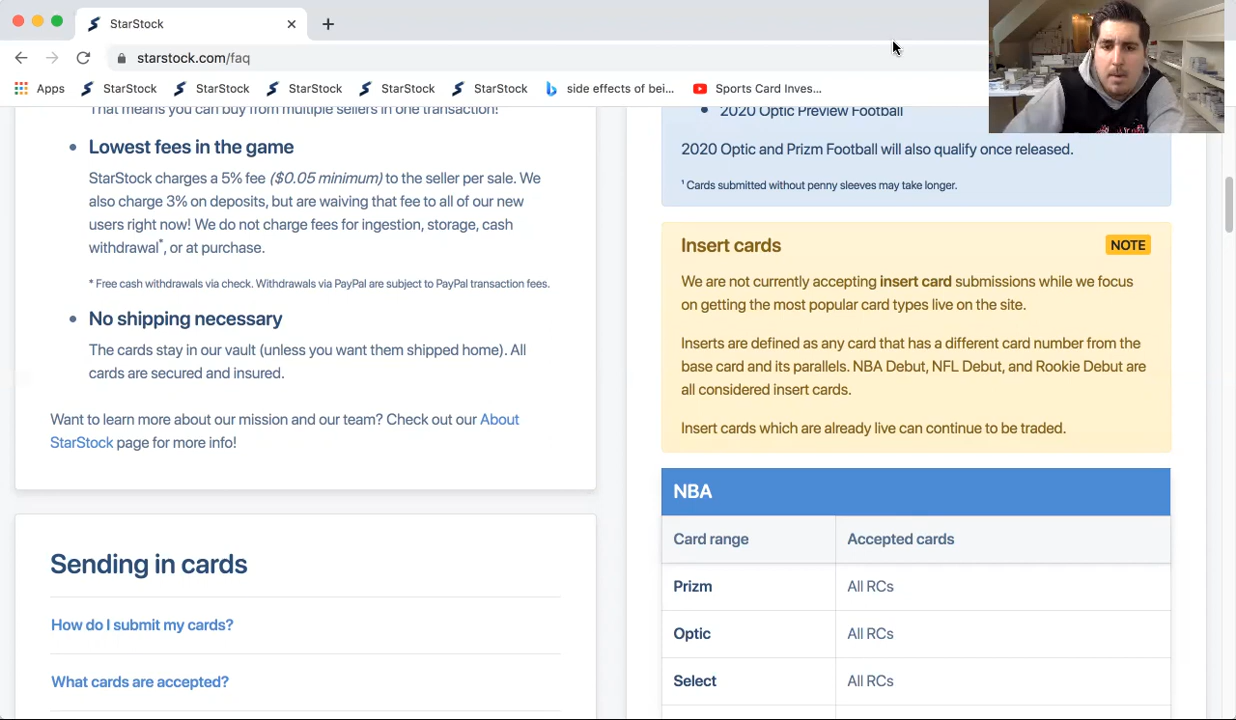 StarStock
starstock.com/faq
Apps
StarStock
StarStock
StarStock
StarStock
StarStock
side effects of bei...
Sports Card Inves...
That means you can buy from multiple sellers in one transaction!
• Lowest fees in the game
StarStock charges a 5% fee ($0.05 minimum) to the seller per sale. We
also charge 3% on deposits, but are waiving that fee to all of our new
users right now! We do not charge fees for ingestion, storage, cash
withdrawal*, or at purchase.
* Free cash withdrawals via check. Withdrawals via PayPal are subject to PayPal transaction fees.
• No shipping necessary
The cards stay in our vault (unless you want them shipped home). All
cards are secured and insured.
Want to learn more about our mission and our team? Check out our About
StarStock page for more info!
Sending in cards
How do I submit my cards?
What cards are accepted?
• 2020 Optic Preview Football
2020 Optic and Prizm Football will also qualify once released.
¹ Cards submitted without penny sleeves may take longer.
Insert cards
NOTE
We are not currently accepting insert card submissions while we focus
on getting the most popular card types live on the site.
Inserts are defined as any card that has a different card number from the
base card and its parallels. NBA Debut, NFL Debut, and Rookie Debut are
all considered insert cards.
Insert cards which are already live can continue to be traded.
NBA
Card range Accepted cards
Prizm All RCs
Optic All RCs
Select All RCs